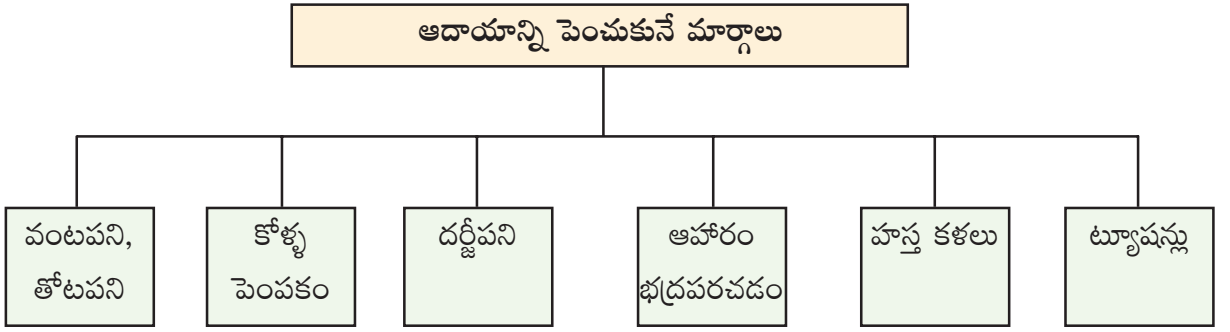 ఆదాయాన్ని పెంచుకునే మార్గాలు
వంటపని,
తోటపని
కోళ్ళ
పెంపకం
దర్జీపని
ఆహారం
భద్రపరచడం
హస్త కళలు
ట్యూషన్లు